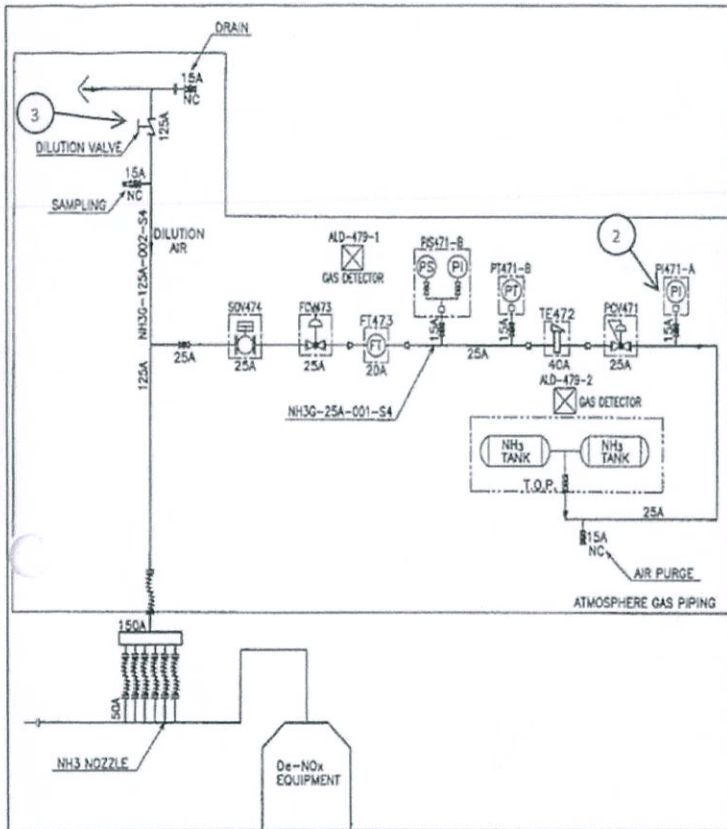 DRAIN
15A
NC
3
125A
DILUTION VALVE
15A
NC
SAMPLING
DILUTION
AIR
NH3G-125A-002-S4
125A
ALD-479-1
GAS DETECTOR
PIS471-B
PS
PI
15A
PT471-B
PT
15A
2
PI471-A
PI
15A
SOV474
25A
25A
FCV473
25A
FT473
FT
20A
25A
TE472
40A
PCV471
25A
NH3G-25A-001-S4
ALD-479-2
GAS DETECTOR
NH3
TANK
NH3
TANK
T.O.P.
25A
15A
NC
AIR PURGE
ATMOSPHERE GAS PIPING
150A
50A
NH3 NOZZLE
De-NOx
EQUIPMENT